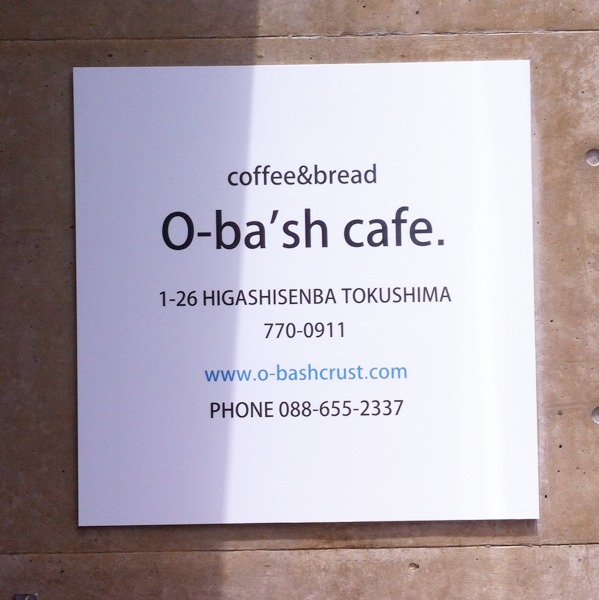 coffee&bread
O-ba’sh cafe.
1-26 HIGASHISENBA TOKUSHIMA
770-0911
www.o-bashcrust.com
PHONE 088-655-2337